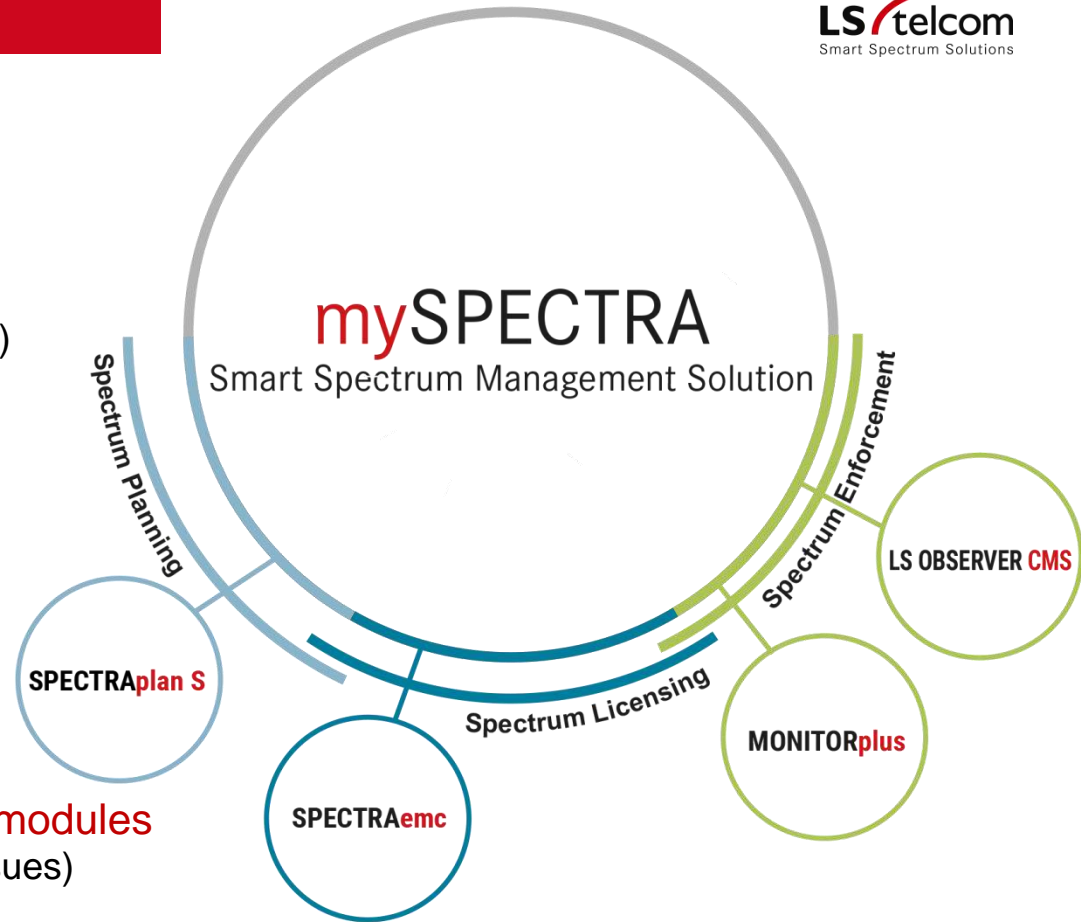 LS telcom
Smart Spectrum Solutions
)
mySPECTRA
Smart Spectrum Management Solution
Spectrum Planning
Spectrum Enforcement
LS OBSERVER CMS
SPECTRAplan S
Spectrum Licensing
MONITORplus
SPECTRAemc
modules
ues)